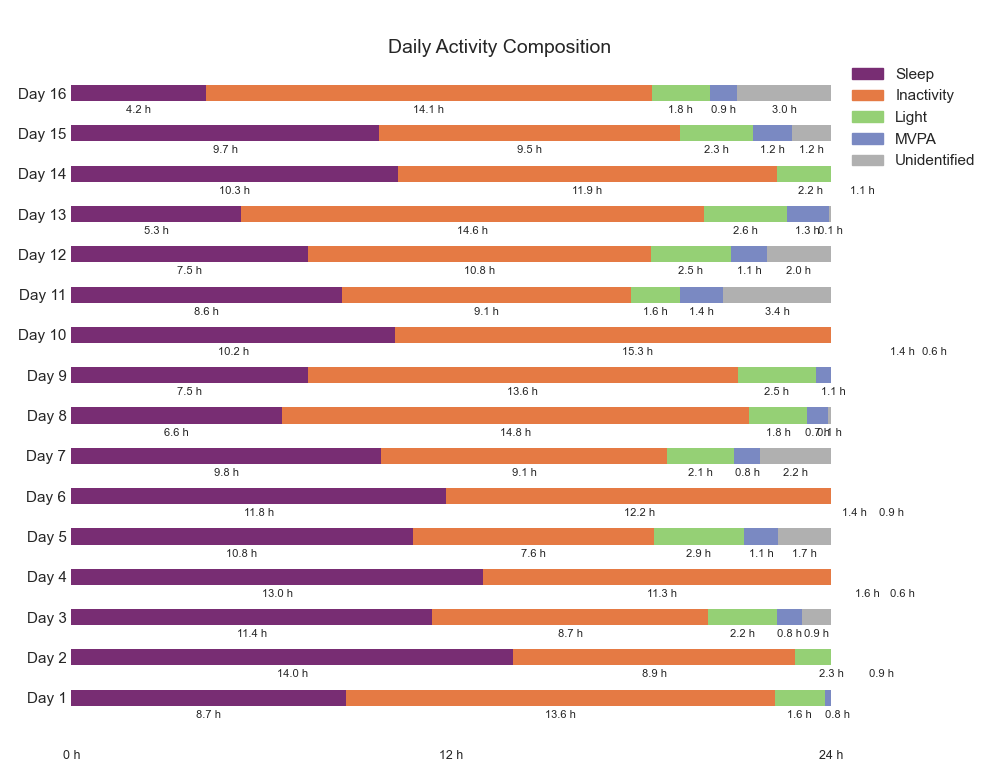 Daily Activity Composition
Sleep
Inactivity
Light
MVPA
Unidentified
Day 16
4.2 h 14.1 h 1.8 h 0.9 h 3.0 h
Day 15
9.7 h 9.5 h 2.3 h 1.2 h 1.2 h
Day 14
10.3 h 11.9 h 2.2 h 1.1 h
Day 13
5.3 h 14.6 h 2.6 h 1.3 h 0.1 h
Day 12
7.5 h 10.8 h 2.5 h 1.1 h 2.0 h
Day 11
8.6 h 9.1 h 1.6 h 1.4 h 3.4 h
Day 10
10.2 h 15.3 h 1.4 h 0.6 h
Day 9
7.5 h 13.6 h 2.5 h 1.1 h
Day 8
6.6 h 14.8 h 1.8 h 0.7 h 0.1 h
Day 7
9.8 h 9.1 h 2.1 h 0.8 h 2.2 h
Day 6
11.8 h 12.2 h 1.4 h 0.9 h
Day 5
10.8 h 7.6 h 2.9 h 1.1 h 1.7 h
Day 4
13.0 h 11.3 h 1.6 h 0.6 h
Day 3
11.4 h 8.7 h 2.2 h 0.8 h 0.9 h
Day 2
14.0 h 8.9 h 2.3 h 0.9 h
Day 1
8.7 h 13.6 h 1.6 h 0.8 h
0 h 12 h 24 h